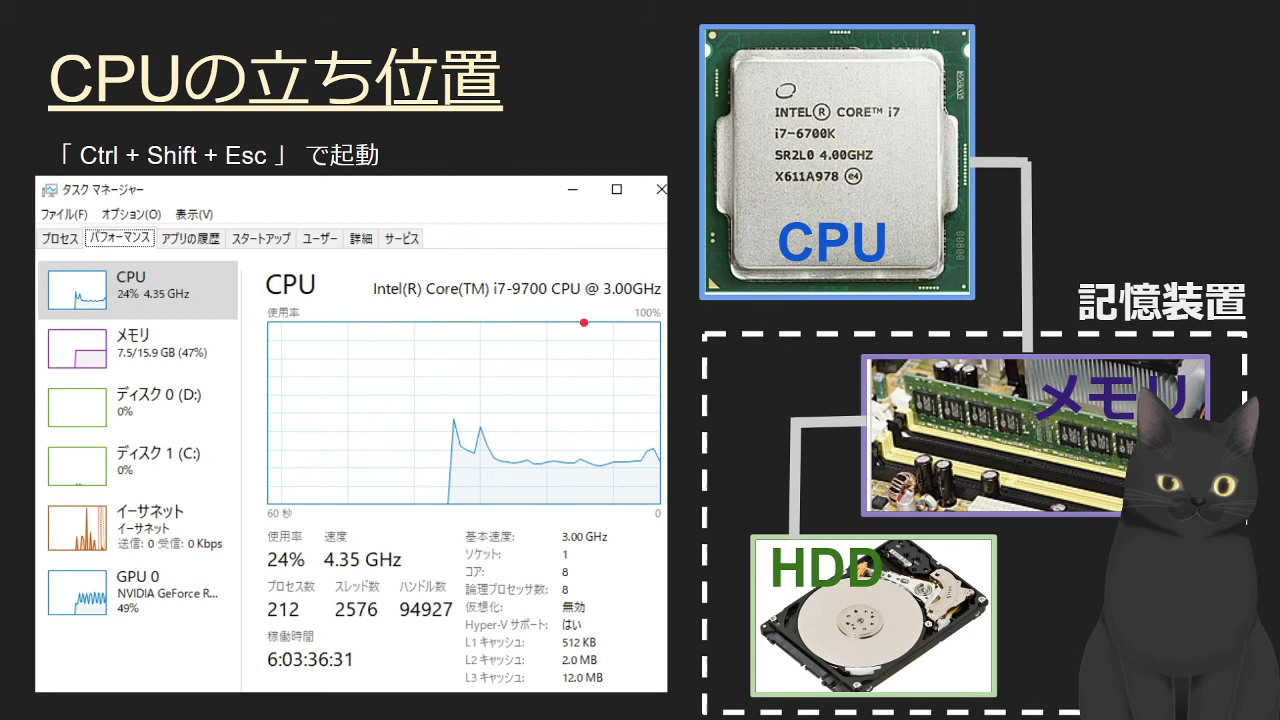 CPUの立ち位置
「 Ctrl + Shift + Esc 」 で起動
タスク マネージャー
ファイル(F) オプション(O) 表示(V)
プロセス パフォーマンス アプリの履歴 スタートアップ ユーザー 詳細 サービス
CPU
24% 4.35 GHz
メモリ
7.5/15.9 GB (47%)
ディスク 0 (D:)
0%
ディスク 1 (C:)
0%
イーサネット
イーサネット
送信: 0 受信: 0 Kbps
GPU 0
NVIDIA GeForce R...
49%
CPU
Intel(R) Core(TM) i7-9700 CPU @ 3.00GHz
使用率 100%
60 秒 0
使用率 速度
24% 4.35 GHz
プロセス数 スレッド数 ハンドル数
212 2576 94927
稼働時間
6:03:36:31
基本速度: 3.00 GHz
ソケット: 1
コア: 8
論理プロセッサ数: 8
仮想化: 無効
Hyper-V サポート: はい
L1 キャッシュ: 512 KB
L2 キャッシュ: 2.0 MB
L3 キャッシュ: 12.0 MB
INTEL® CORE™ i7
i7-6700K
SR2L0 4.00GHZ
X611A978 e4
CPU
記憶装置
メモリ
HDD